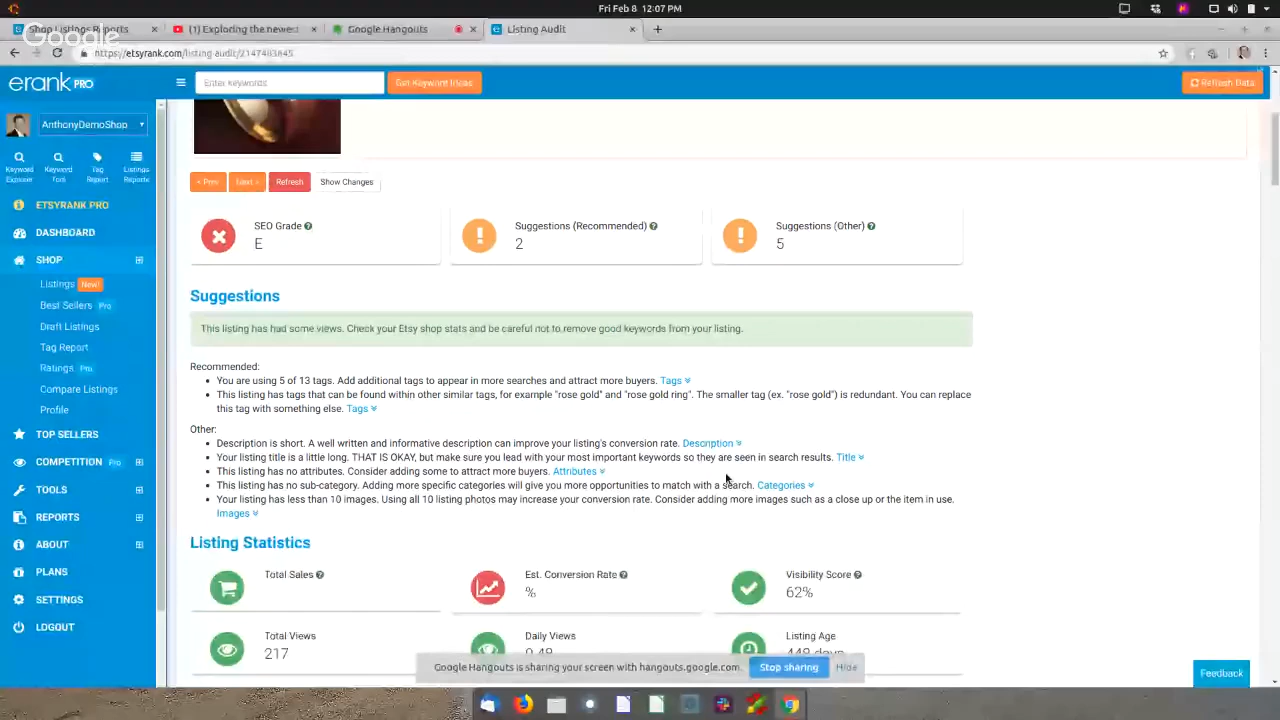 Fri Feb 8, 12:07 PM
Shop Listings Reports
(1) Exploring the newest
Google Hangouts
Listing Audit
Google Hangouts
https://etsyrank.com/listing-audit/
erank PRO
Enter keywords
Get Keyword Ideas
Refresh Data
AnthonyDemoShop
Keyword Explorer
Keyword Tool
Tag Report
Listings Reports
< Prev
Next >
Refresh
Show Changes
ETSYRANK PRO
DASHBOARD
SHOP
Listings New!
Best Sellers Pro
Draft Listings
Tag Report
Ratings Pro
Compare Listings
Profile
TOP SELLERS
COMPETITION Pro
TOOLS
REPORTS
ABOUT
PLANS
SETTINGS
LOGOUT
SEO Grade
E
Suggestions (Recommended)
2
Suggestions (Other)
5
Suggestions
This listing has had some views. Check your Etsy shop stats and be careful not to remove good keywords from your listing.
Recommended:
You are using 5 of 13 tags. Add additional tags to appear in more searches and attract more buyers. Tags
This listing has tags that can be found within other similar tags, for example "rose gold" and "rose gold ring". The smaller tag (ex. "rose gold") is redundant. You can replace
this tag with something else. Tags
Other:
Description is short. A well written and informative description can improve your listing's conversion rate. Description
Your listing title is a little long. THAT IS OKAY, but make sure you lead with your most important keywords so they are seen in search results. Title
This listing has no attributes. Consider adding some to attract more buyers. Attributes
This listing has no sub-category. Adding more specific categories will give you more opportunities to match with a search. Categories
Your listing has less than 10 images. Using all 10 listing photos may increase your conversion rate. Consider adding more images such as a close up or the item in use.
Images
Listing Statistics
Total Sales
Est. Conversion Rate
%
Visibility Score
62%
Total Views
217
Daily Views
Listing Age
Google Hangouts is sharing your screen with hangouts.google.com.
Stop sharing
Hide
Feedback